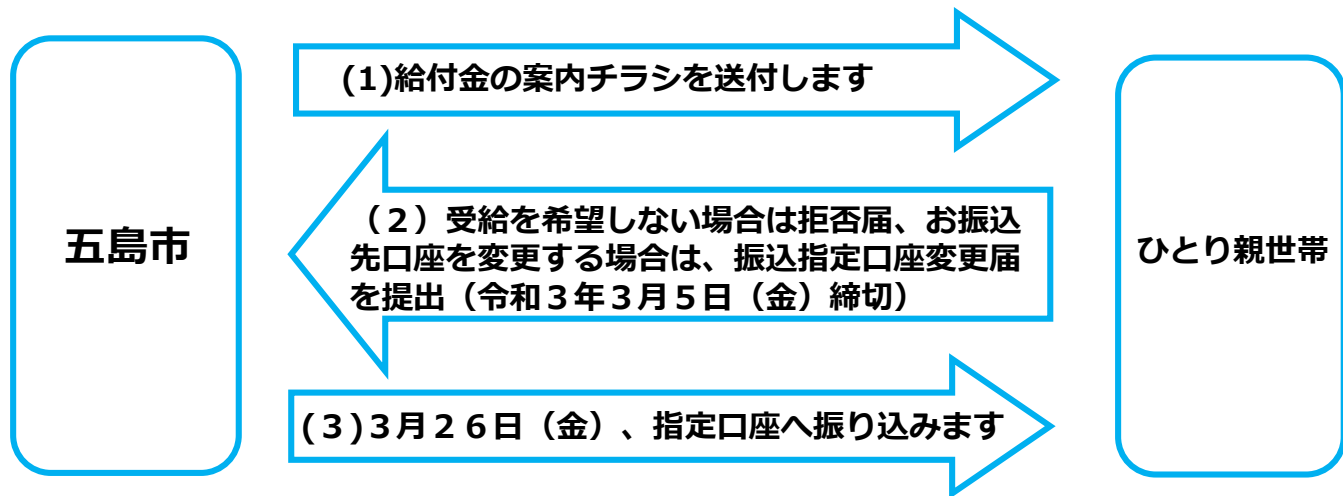 五島市
(1)給付金の案内チラシを送付します
（２）受給を希望しない場合は拒否届、お振込
先口座を変更する場合は、振込指定口座変更届
を提出（令和３年３月５日（金）締切）
(３)３月２６日（金）、指定口座へ振り込みます
ひとり親世帯